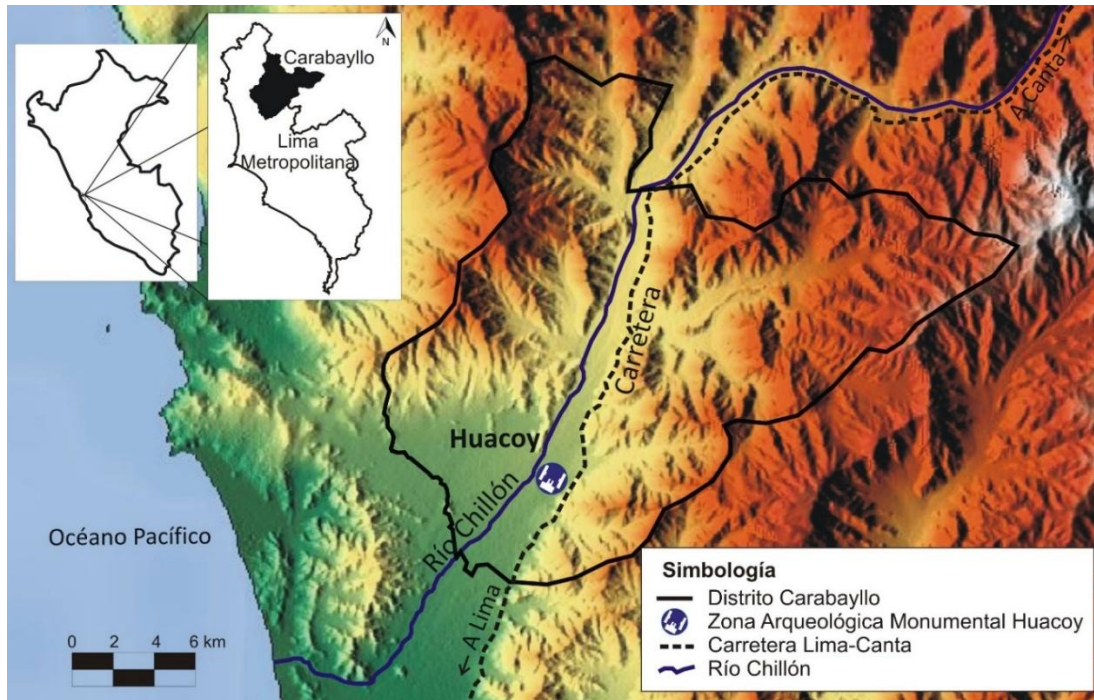 N
Carabayllo
Lima
Metropolitana
A Canta
Carretera
Huacoy
Río Chillón
Océano Pacífico
A Lima
0 2 4 6 km
Simbología
Distrito Carabayllo
Zona Arqueológica Monumental Huacoy
Carretera Lima-Canta
Río Chillón